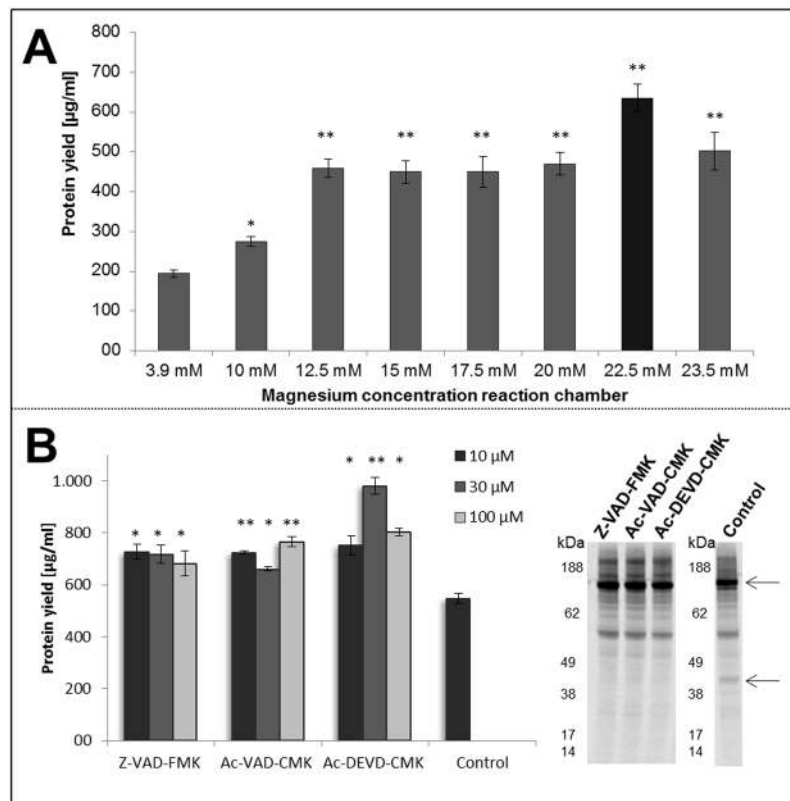 A
Protein yield [µg/ml]
800
700
600
500
400
300
200
100
00
*
**
**
**
**
**
**
3.9 mM 10 mM 12.5 mM 15 mM 17.5 mM 20 mM 22.5 mM 23.5 mM
Magnesium concentration reaction chamber
B
Protein yield [µg/ml]
1.000
800
600
400
200
00
* * *
** * **
* ** *
10 µM
30 µM
100 µM
Z-VAD-FMK Ac-VAD-CMK Ac-DEVD-CMK Control
Z-VAD-FMK
Ac-VAD-CMK
Ac-DEVD-CMK
Control
kDa kDa
188 188
62 62
49 49
38 38
17 17
14 14